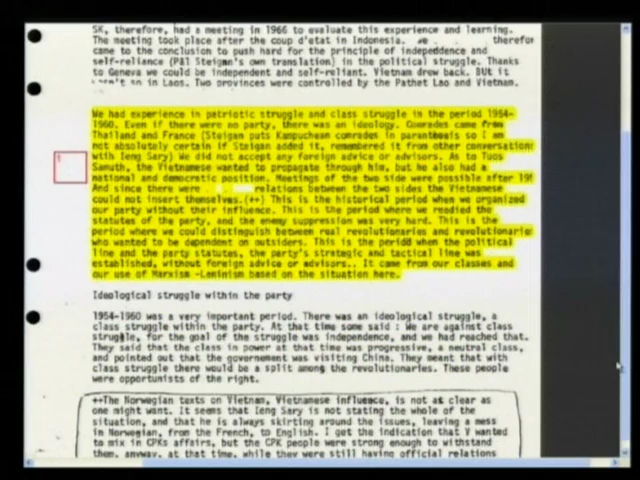 SK, therefore, had a meeting in 1966 to evaluate this experience and learning.
The meeting took place after the coup d'etat in Indonesia. We therefor
came to the conclusion to push hard for the principle of independence and
self-reliance (Pål Steigan's own translation) in the political struggle. Thanks
to Geneva we could be independent and self-reliant. Vietnam drew back. BUt it
wasn't so in Laos. Two provinces were controlled by the Pathet Lao and Vietnam.
We had experience in patriotic struggle and class struggle in the period 1954-
1960. Even if there were no party, there was an ideology. Comrades came from
Thailand and France (Steigan puts Kampuchean comrades in parantheais so I am
not absolutely certain if Steigan added it, remembered it from other conversations
with Ieng Sary) We did not accept any foreign advice or advisors. As to Tuos
Samuth, the Vietnamese wanted to propagate through him, but he also had a
national and democratic position. Meetings of the two side were possible after 195
And since there were relations between the two sides the Vietnamese
could not insert themselves.(++) This is the historical period when we organized
our party without their influence. This is the period where we readied the
statutes of the party, and the enemy suppression was very hard. This is the
period where we could distinguish between real revolutionaries and revolutionaries
who wanted to be dependent on outsiders. This is the period when the political
line and the party statutes, the party's strategic and tactical line was
established, without foreign advice or advisors.. It came from our classes and
our use of Marxism -Leminism based on the situation here.
Ideological struggle within the party
1954-1960 was a very important period. There was an ideological struggle, a
class struggle within the party. At that time some said : We are against class
struggle, for the goal of the struggle was independence, and we had reached that.
They said that the class in power at that time was progressive, a neutral class,
and pointed out that the governement was visiting China. They meant that with
class struggle there would be a split among the revolutionaries. These people
were opportunists of the right.
++The Norwegian texts on Vietnam, Vietnamese influence, is not as clear as
one might want. It seems that Ieng Sary is not stating the whole of the
situation, and that he is always skirting around the issues, leaving a mess
in Norwegian, from the French, to English. I get the indication that V wanted
to mix in CPKs affairs, but the CPK people were strong enough to withstand
them, anyway, at that time, while they were still having official relations